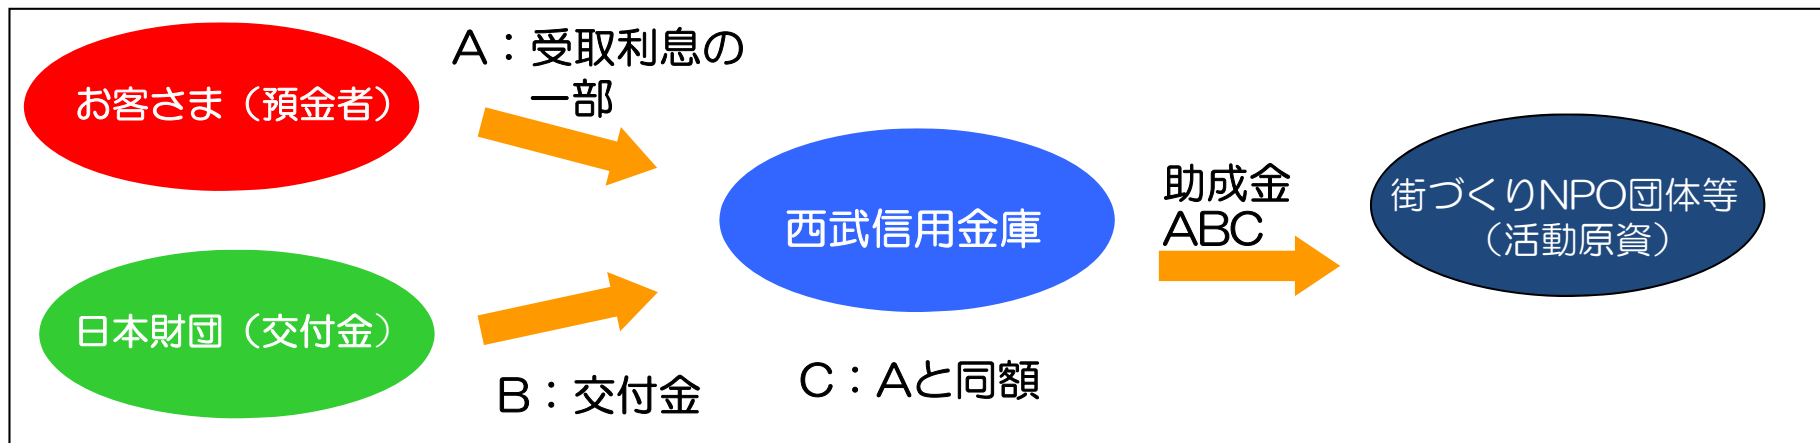 お客さま（預金者）
A：受取利息の
一部
日本財団（交付金）
B：交付金
西武信用金庫
C：Aと同額
助成金
ABC
街づくりNPO団体等
（活動原資）